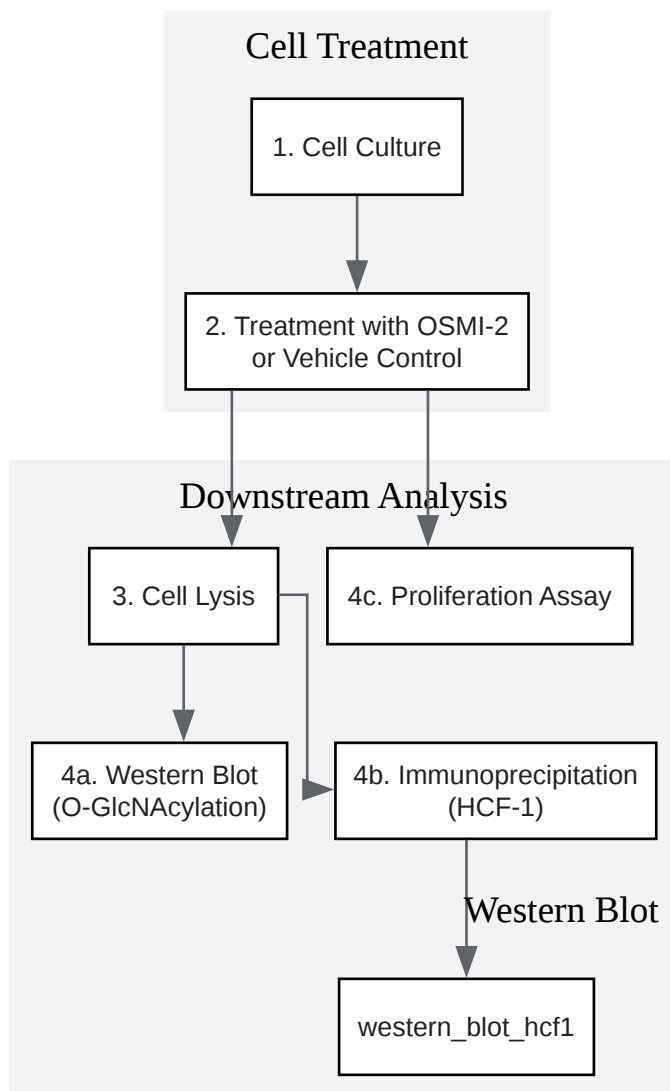 Cell Treatment
1. Cell Culture
2. Treatment with OSMI-2
or Vehicle Control
Downstream Analysis
3. Cell Lysis
4c. Proliferation Assay
4a. Western Blot
(O-GlcNAcylation)
4b. Immunoprecipitation
(HCF-1)
Western Blot
western_blot_hcf1